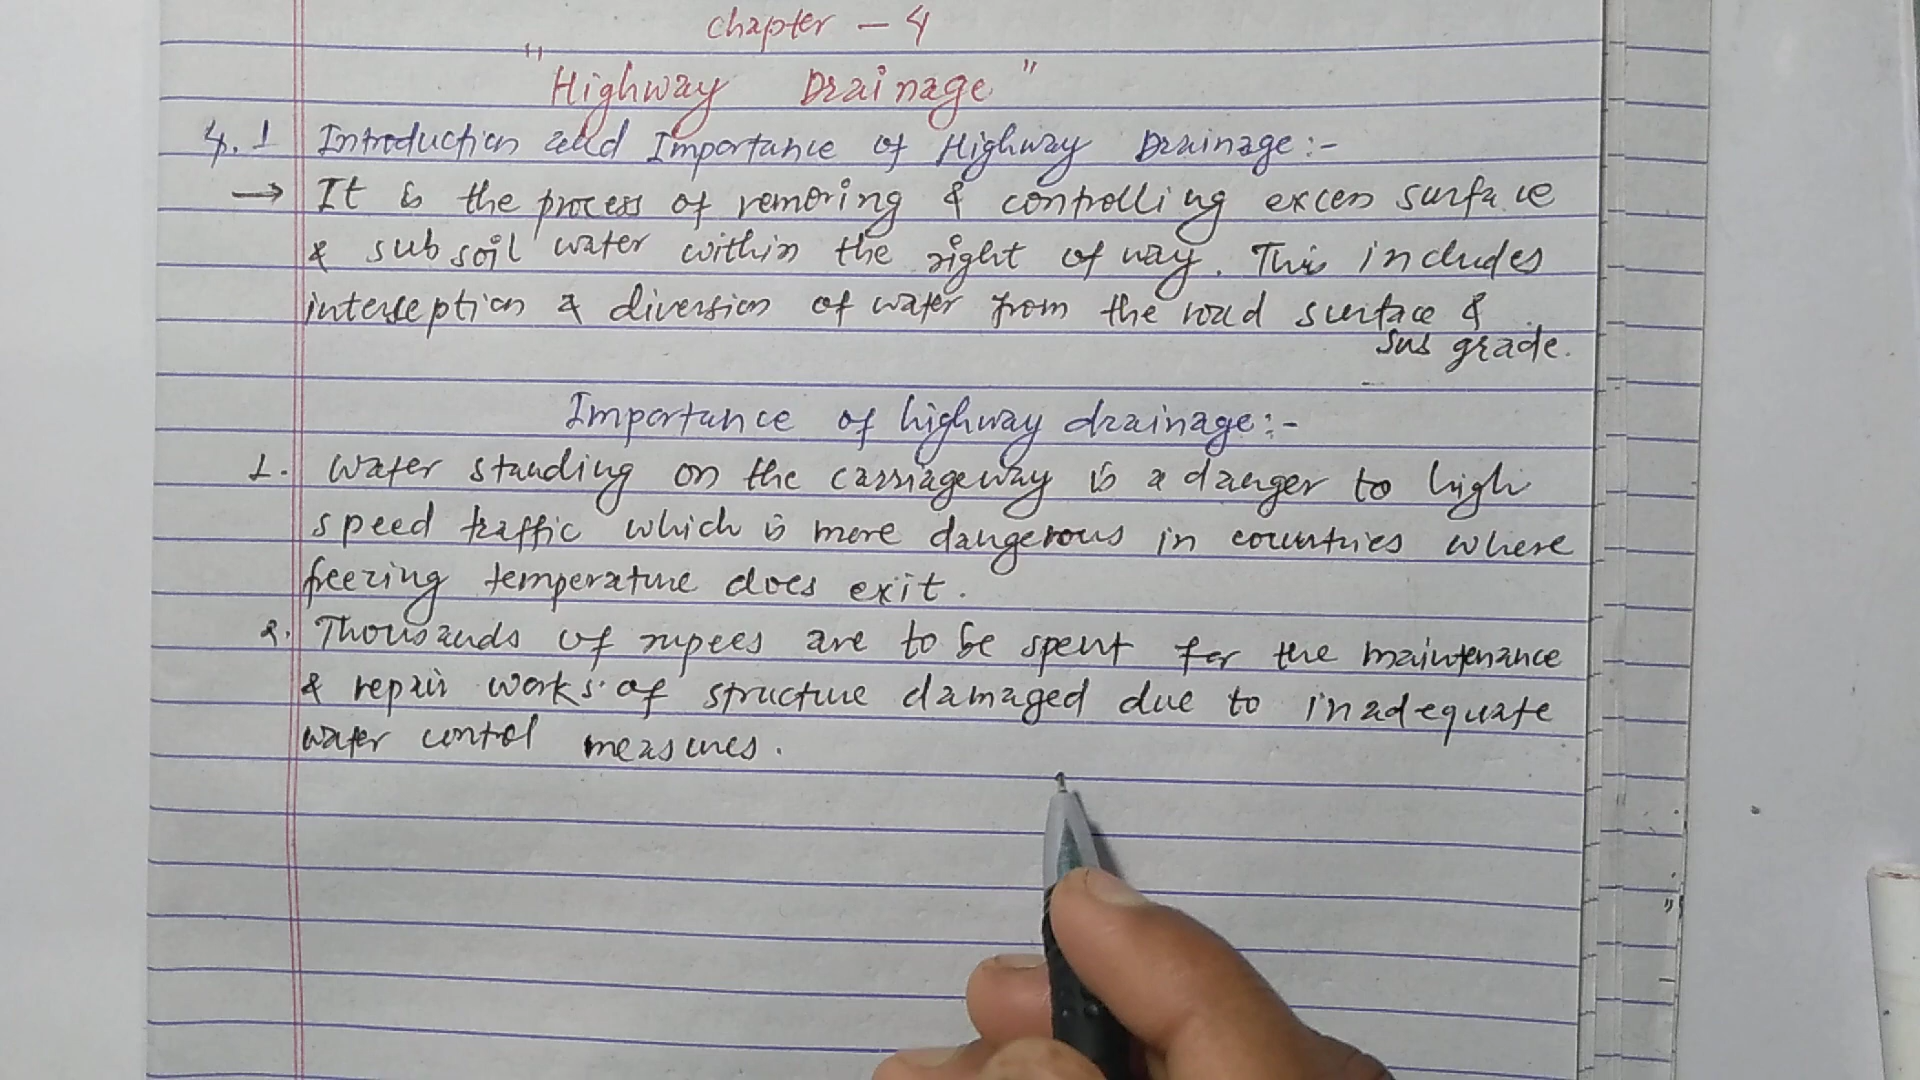 Chapter - 4
"Highway Drainage"
4.1 Introduction and Importance of Highway Drainage:-
→ It is the process of removing & controlling excess surface
& sub soil water within the right of way. This includes
interception & diversion of water from the road surface &
sub grade.
Importance of highway drainage:-
1. Water standing on the carriageway is a danger to high
speed traffic which is more dangerous in countries where
freezing temperature does exit.
2. Thousands of rupees are to be spent for the maintenance
& repair works of structure damaged due to inadequate
water control measures.